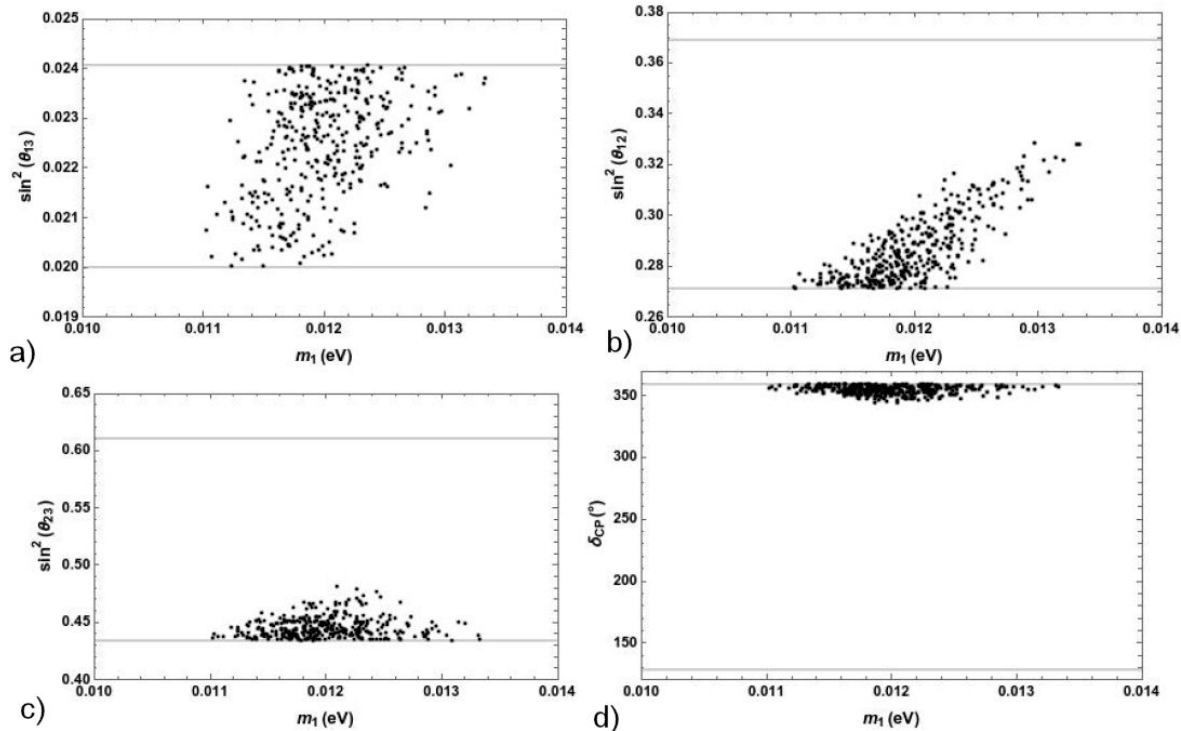 0.025
0.024
0.023
0.022
0.021
0.020
0.019
sin² (θ₁₃)
0.010 0.011 0.012 0.013 0.014
m₁ (eV)
a)
0.38
0.36
0.34
0.32
0.30
0.28
0.26
sin² (θ₁₂)
0.010 0.011 0.012 0.013 0.014
m₁ (eV)
b)
0.65
0.60
0.55
0.50
0.45
0.40
sin² (θ₂₃)
0.010 0.011 0.012 0.013 0.014
m₁ (eV)
c)
350
300
250
200
150
δCP (°)
0.010 0.011 0.012 0.013 0.014
m₁ (eV)
d)